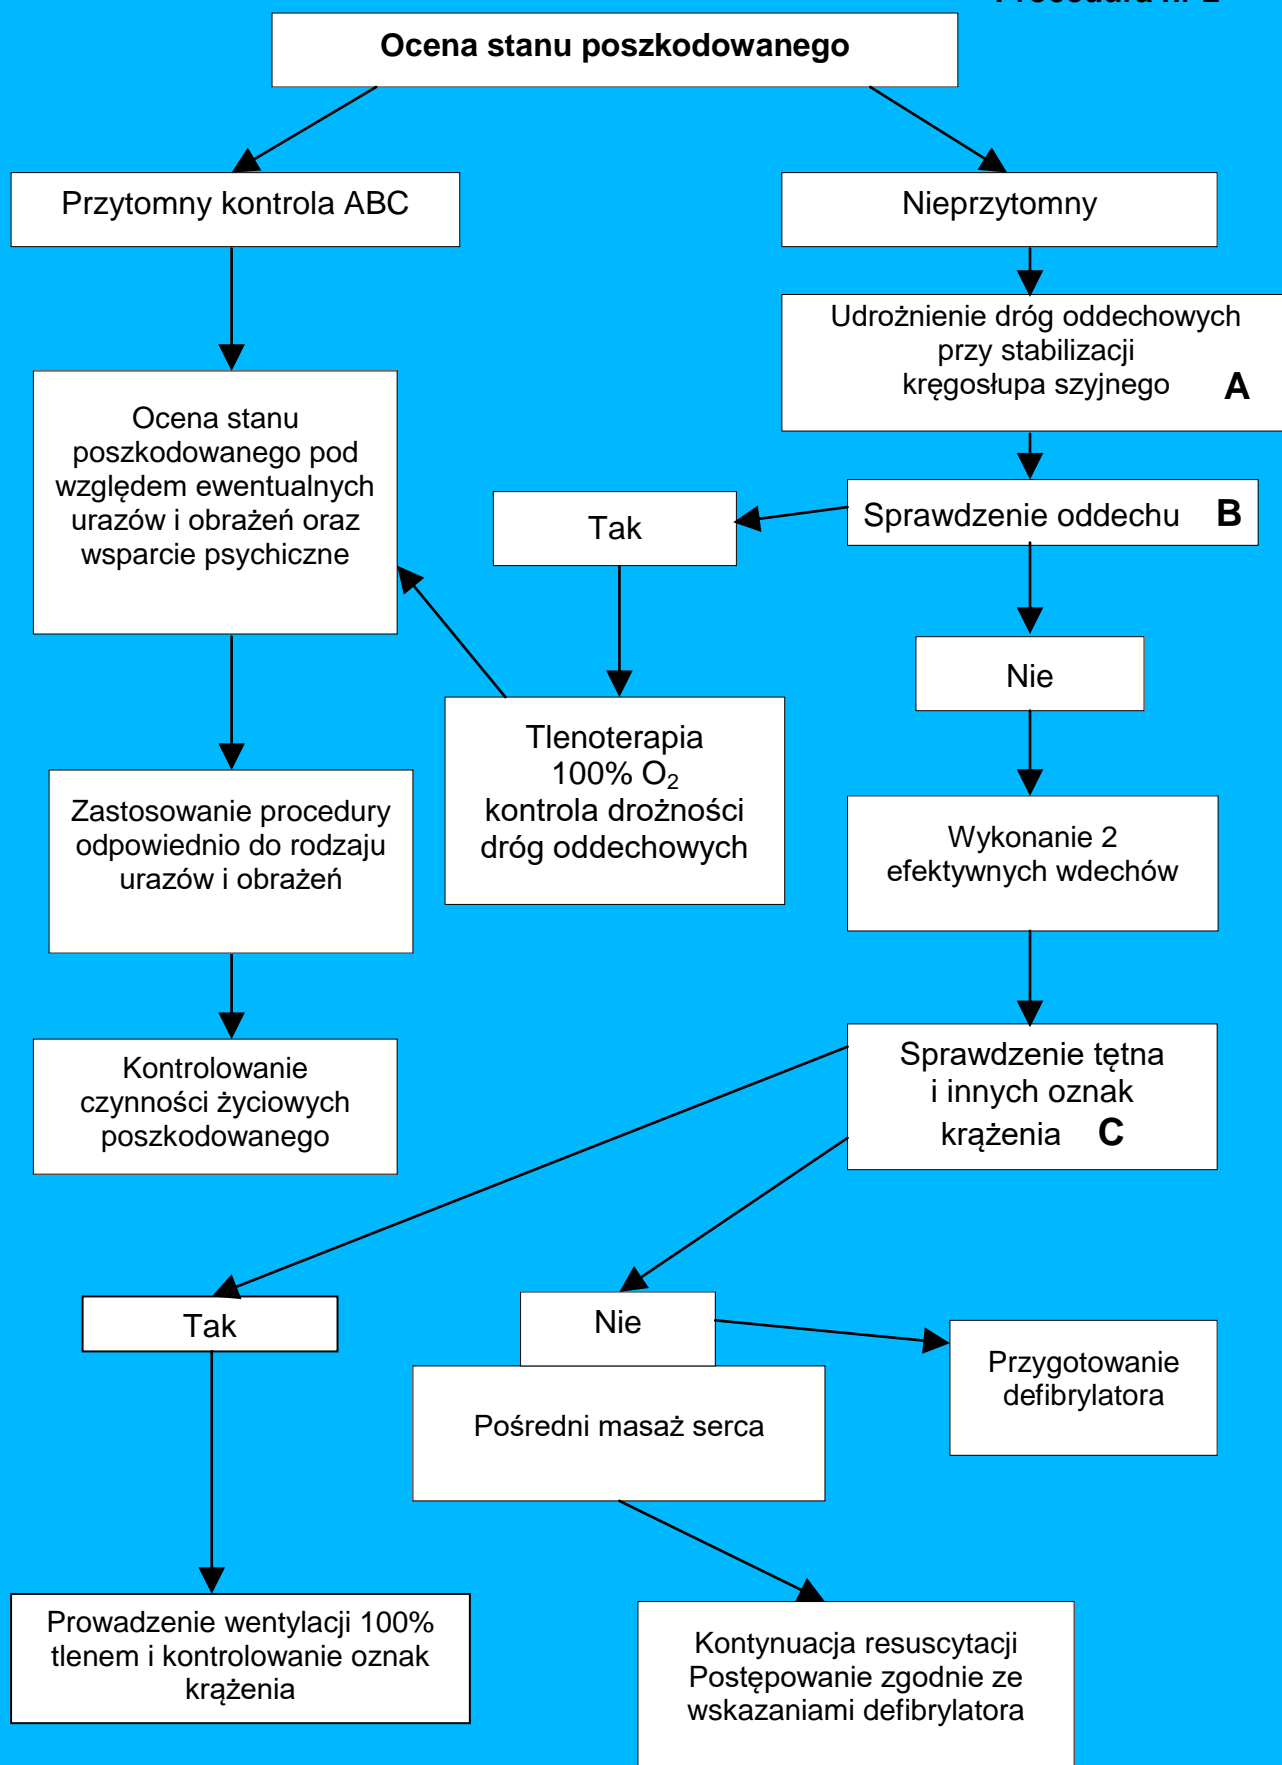 Ocena stanu poszkodowanego
Przytomny kontrola ABC
Nieprzytomny
Udrożnienie dróg oddechowych
przy stabilizacji
kręgosłupa szyjnego A
Ocena stanu
poszkodowanego pod
względem ewentualnych
urazów i obrażeń oraz
wsparcie psychiczne
Tak
Sprawdzenie oddechu B
Nie
Tlenoterapia
100% O₂
kontrola drożności
dróg oddechowych
Zastosowanie procedury
odpowiednio do rodzaju
urazów i obrażeń
Wykonanie 2
efektywnych wdechów
Kontrolowanie
czynności życiowych
poszkodowanego
Sprawdzenie tętna
i innych oznak
krążenia C
Tak
Nie
Przygotowanie
defibrylatora
Pośredni masaż serca
Prowadzenie wentylacji 100%
tlenem i kontrolowanie oznak
krążenia
Kontynuacja resuscytacji
Postępowanie zgodnie ze
wskazaniami defibrylatora